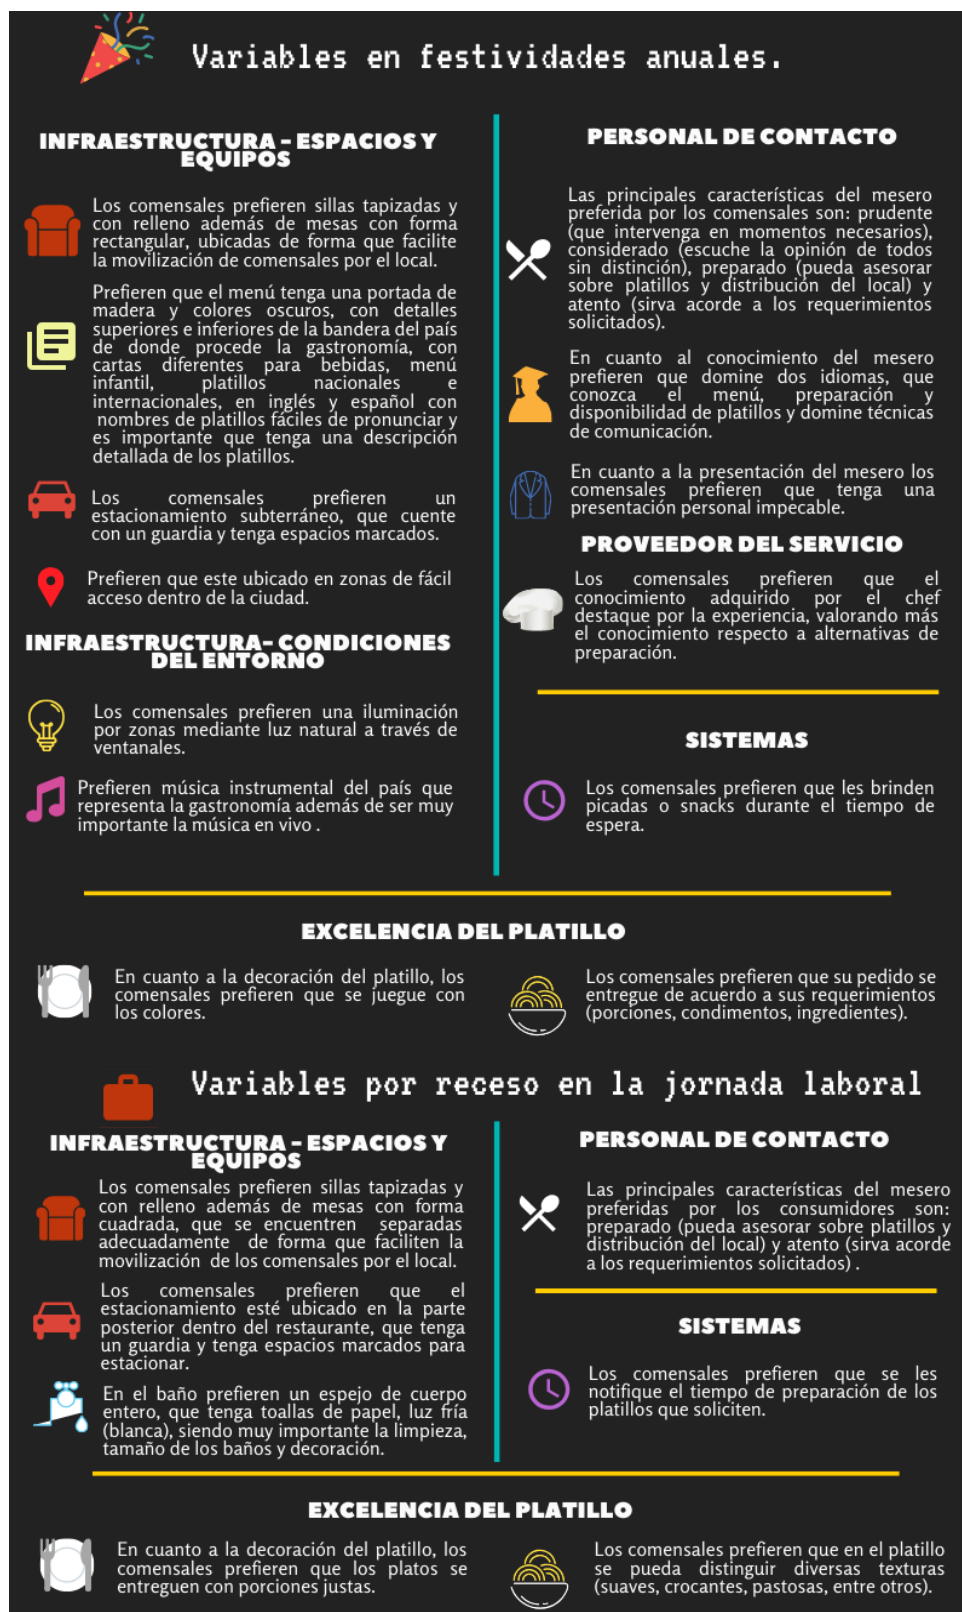 Variables en festividades anuales.
INFRAESTRUCTURA - ESPACIOS Y
EQUIPOS
Los comensales prefieren sillas tapizadas y
con relleno además de mesas con forma
rectangular, ubicadas de forma que facilite
la movilización de comensales por el local.
Prefieren que el menú tenga una portada de
madera y colores oscuros, con detalles
superiores e inferiores de la bandera del país
de donde procede la gastronomía, con
cartas diferentes para bebidas, menú
infantil, platillos nacionales e
internacionales, en inglés y español con
nombres de platillos fáciles de pronunciar y
es importante que tenga una descripción
detallada de los platillos.
Los comensales prefieren un
estacionamiento subterráneo, que cuente
con un guardia y tenga espacios marcados.
Prefieren que este ubicado en zonas de fácil
acceso dentro de la ciudad.
INFRAESTRUCTURA- CONDICIONES
DEL ENTORNO
Los comensales prefieren una iluminación
por zonas mediante luz natural a través de
ventanales.
Prefieren música instrumental del país que
representa la gastronomía además de ser muy
importante la música en vivo .
PERSONAL DE CONTACTO
Las principales características del mesero
preferida por los comensales son: prudente
(que intervenga en momentos necesarios),
considerado (escuche la opinión de todos
sin distinción), preparado (pueda asesorar
sobre platillos y distribución del local) y
atento (sirva acorde a los requerimientos
solicitados).
En cuanto al conocimiento del mesero
prefieren que domine dos idiomas, que
conozca el menú, preparación y
disponibilidad de platillos y domine técnicas
de comunicación.
En cuanto a la presentación del mesero los
comensales prefieren que tenga una
presentación personal impecable.
PROVEEDOR DEL SERVICIO
Los comensales prefieren que el
conocimiento adquirido por el chef
destaque por la experiencia, valorando más
el conocimiento respecto a alternativas de
preparación.
SISTEMAS
Los comensales prefieren que les brinden
picadas o snacks durante el tiempo de
espera.
EXCELENCIA DEL PLATILLO
En cuanto a la decoración del platillo, los
comensales prefieren que se juegue con
los colores.
Los comensales prefieren que su pedido se
entregue de acuerdo a sus requerimientos
(porciones, condimentos, ingredientes).
Variables por receso en la jornada laboral
INFRAESTRUCTURA - ESPACIOS Y
EQUIPOS
Los comensales prefieren sillas tapizadas y
con relleno además de mesas con forma
cuadrada, que se encuentren separadas
adecuadamente de forma que faciliten la
movilización de los comensales por el local.
Los comensales prefieren que el
estacionamiento esté ubicado en la parte
posterior dentro del restaurante, que tenga
un guardia y tenga espacios marcados para
estacionar.
En el baño prefieren un espejo de cuerpo
entero, que tenga toallas de papel, luz fría
(blanca), siendo muy importante la limpieza,
tamaño de los baños y decoración.
PERSONAL DE CONTACTO
Las principales características del mesero
preferidas por los consumidores son:
preparado (pueda asesorar sobre platillos y
distribución del local) y atento (sirva acorde
a los requerimientos solicitados) .
SISTEMAS
Los comensales prefieren que se les
notifique el tiempo de preparación de los
platillos que soliciten.
EXCELENCIA DEL PLATILLO
En cuanto a la decoración del platillo, los
comensales prefieren que los platos se
entreguen con porciones justas.
Los comensales prefieren que en el platillo
se pueda distinguir diversas texturas
(suaves, crocantes, pastosas, entre otros).